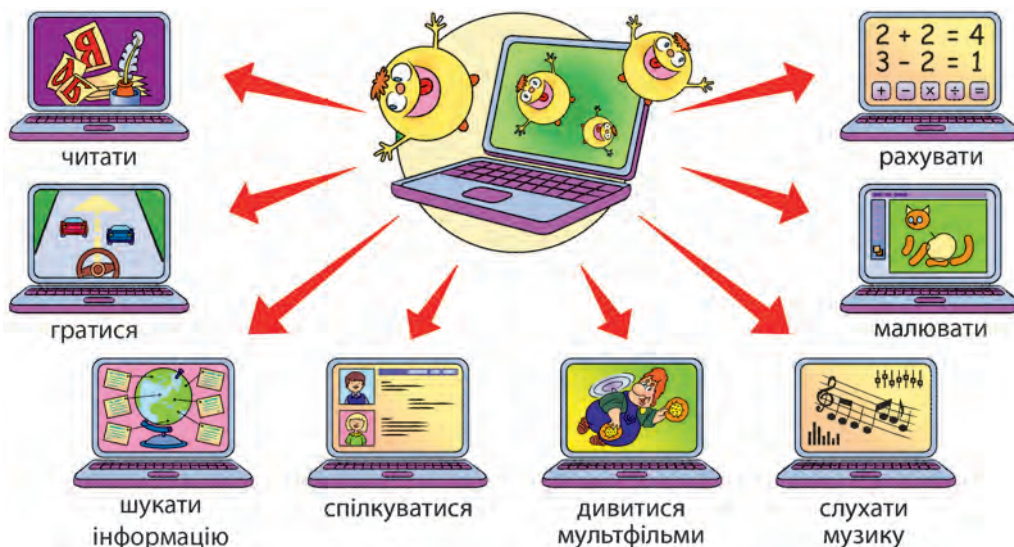 Я
Ь
2 + 2 = 4
3 – 2 = 1
+ – × ÷ =
читати
рахувати
гратися
малювати
шукати
інформацію
спілкуватися
дивитися
мультфільми
слухати
музику